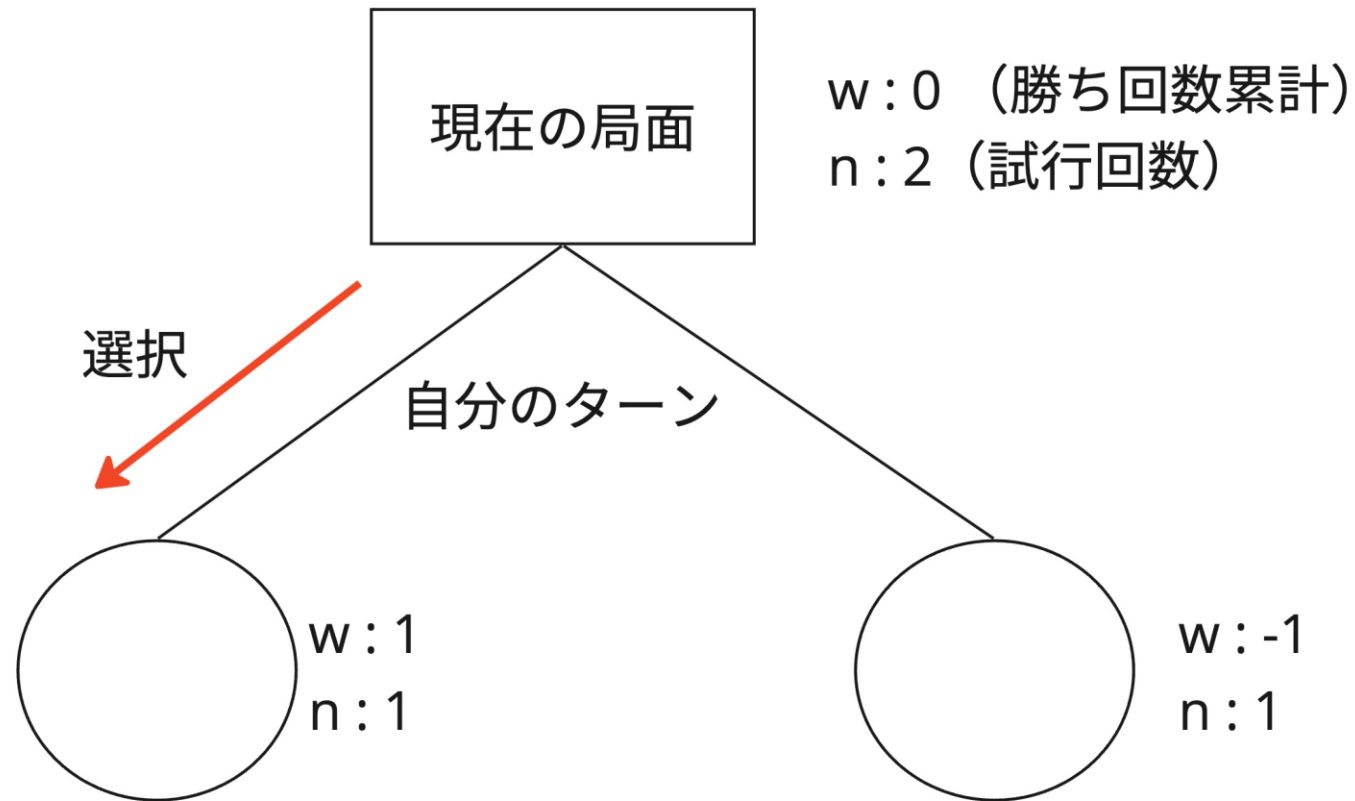 現在の局面
w : 0 （勝ち回数累計）
n : 2（試行回数）
選択
自分のターン
w : 1
n : 1
w : -1
n : 1